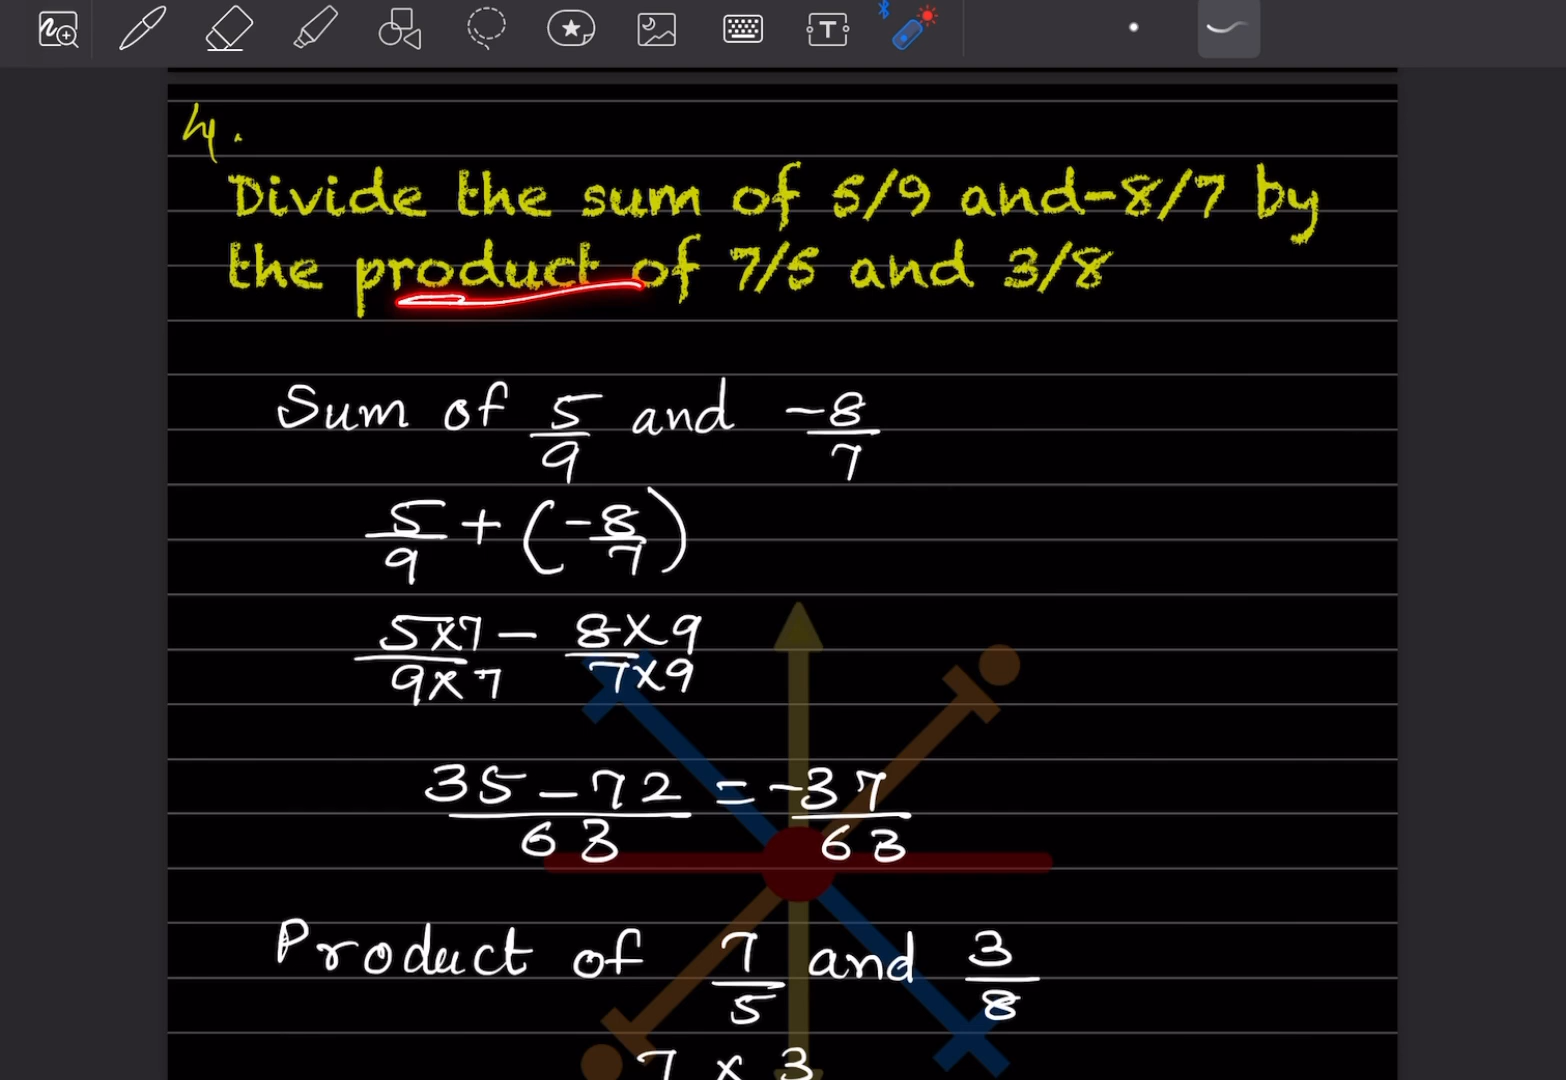 4.
Divide the sum of 5/9 and-8/7 by
the product of 7/5 and 3/8
Sum of 5/9 and -8/7
5/9 + (-8/7)
5×7/9×7 - 8×9/7×9
35-72/63 = -37/63
Product of 7/5 and 3/8
7 × 3